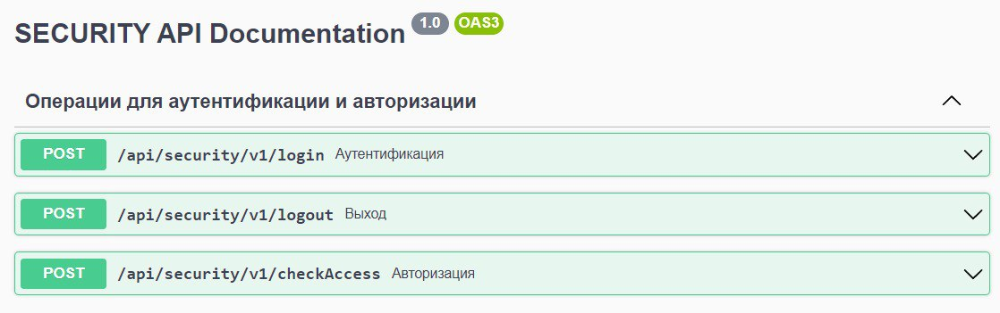 SECURITY API Documentation 1.0 OAS3
Операции для аутентификации и авторизации
POST /api/security/v1/login Аутентификация
POST /api/security/v1/logout Выход
POST /api/security/v1/checkAccess Авторизация